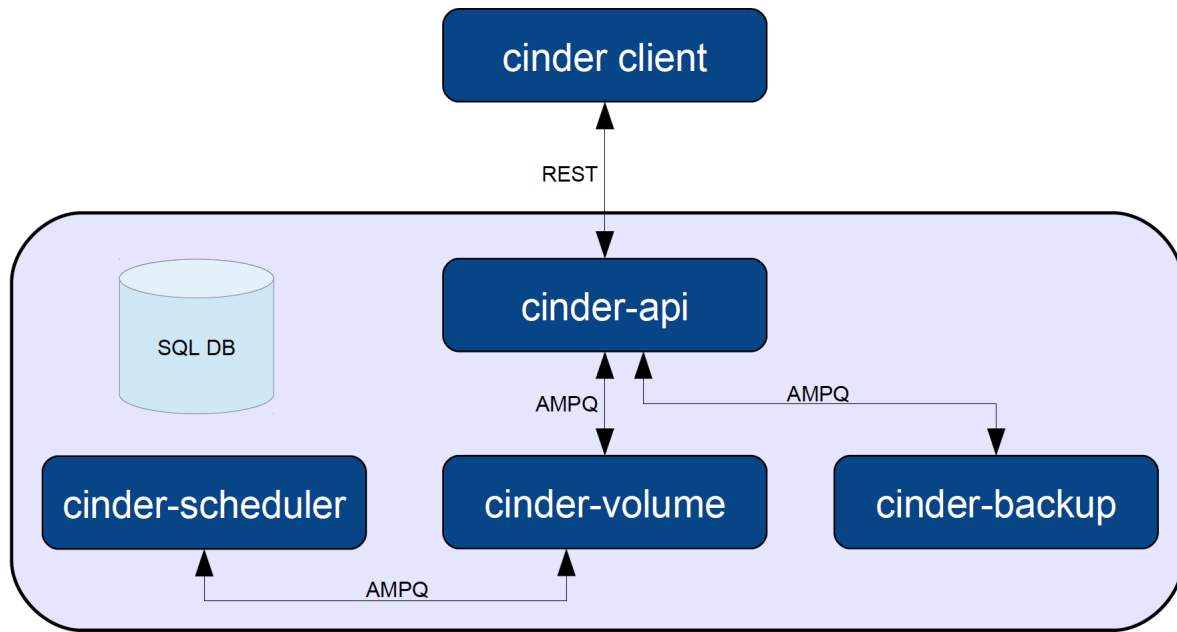 cinder client
REST
cinder-api
SQL DB
AMPQ
AMPQ
cinder-scheduler
cinder-volume
cinder-backup
AMPQ